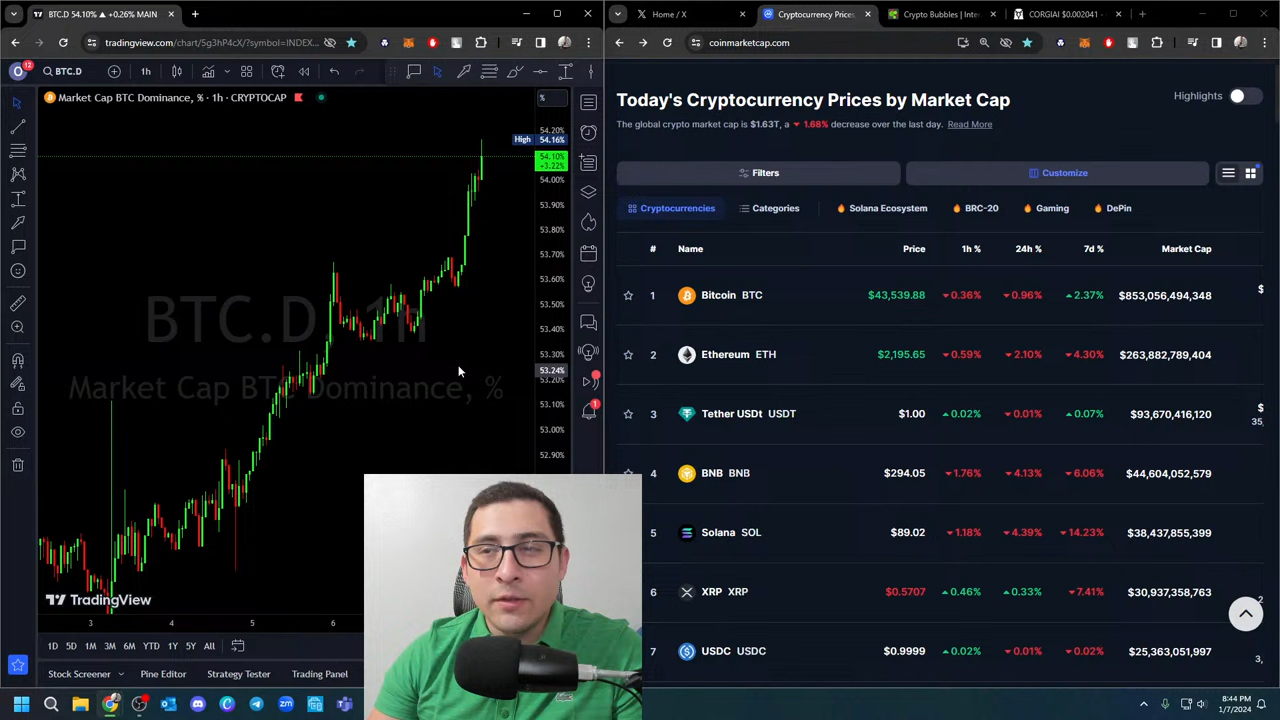 BTC.D 54.10% ▲ +0.26% MAIN
Home / X
Cryptocurrency Prices
Crypto Bubbles | Inte
CORGIAI $0.002041 -
tradingview.com/chart/5g3hP4cX/?symbol=INDEX...
coinmarketcap.com
12
BTC.D
1h
Market Cap BTC Dominance, % · 1h · CRYPTOCAP
%
54.20%
High 54.16%
54.10%
+3.22%
54.00%
53.90%
53.80%
53.70%
53.60%
53.50%
53.40%
53.30%
53.24%
53.20%
53.10%
53.00%
52.90%
BTC.D, 1h
Market Cap BTC Dominance, %
TradingView
3 4 5 6
1D 5D 1M 3M 6M YTD 1Y 5Y All
Stock Screener Pine Editor Strategy Tester Trading Panel
1
Today's Cryptocurrency Prices by Market Cap
Highlights
The global crypto market cap is $1.63T, a 1.68% decrease over the last day. Read More
Filters
Customize
Cryptocurrencies Categories Solana Ecosystem BRC-20 Gaming DePin
# Name Price 1h % 24h % 7d % Market Cap
1 Bitcoin BTC $43,539.88 0.36% 0.96% 2.37% $853,056,494,348 $
2 Ethereum ETH $2,195.65 0.59% 2.10% 4.30% $263,882,789,404
3 Tether USDt USDT $1.00 0.02% 0.01% 0.07% $93,670,416,120 $
35,
4 BNB BNB $294.05 1.76% 4.13% 6.06% $44,604,052,579
5 Solana SOL $89.02 1.18% 4.39% 14.23% $38,437,855,399
6 XRP XRP $0.5707 0.46% 0.33% 7.41% $30,937,358,763 2
7 USDC USDC $0.9999 0.02% 0.01% 0.02% $25,363,051,997 3,
zm
8:44 PM
1/7/2024